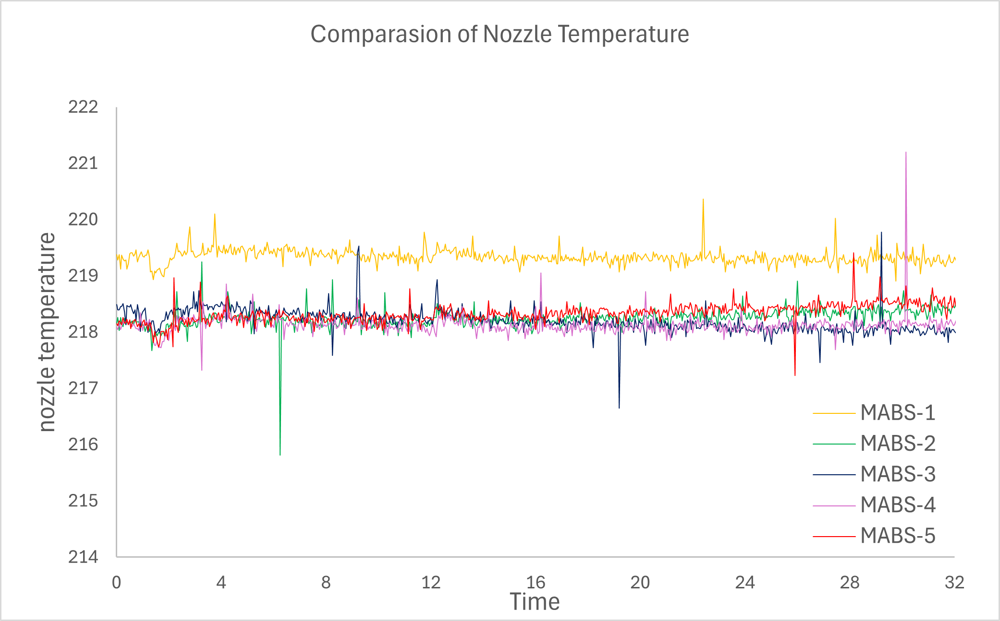 Comparasion of Nozzle Temperature
222
221
220
219
218
217
216
215
214
nozzle temperature
0 4 8 12 16 20 24 28 32
Time
MABS-1
MABS-2
MABS-3
MABS-4
MABS-5